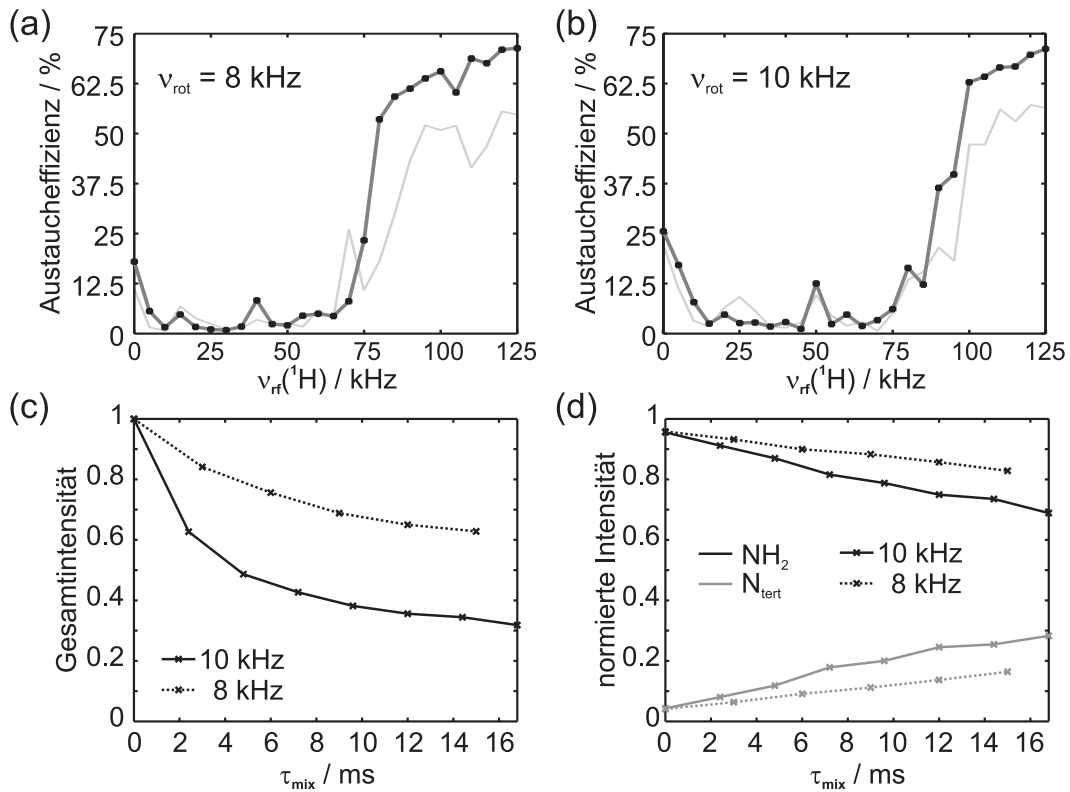 (a)
75
62.5
50
37.5
25
12.5
0
Austaucheffizienz / %
ν_rot = 8 kHz
0 25 50 75 100 125
ν_rf(¹H) / kHz
(b)
75
62.5
50
37.5
25
12.5
0
Austaucheffizienz / %
ν_rot = 10 kHz
0 25 50 75 100 125
ν_rf(¹H) / kHz
(c)
1
0.8
0.6
0.4
0.2
0
Gesamtintensität
10 kHz
8 kHz
0 2 4 6 8 10 12 14 16
τ_mix / ms
(d)
1
0.8
0.6
0.4
0.2
0
normierte Intensität
NH₂
N_tert
10 kHz
8 kHz
0 2 4 6 8 10 12 14 16
τ_mix / ms